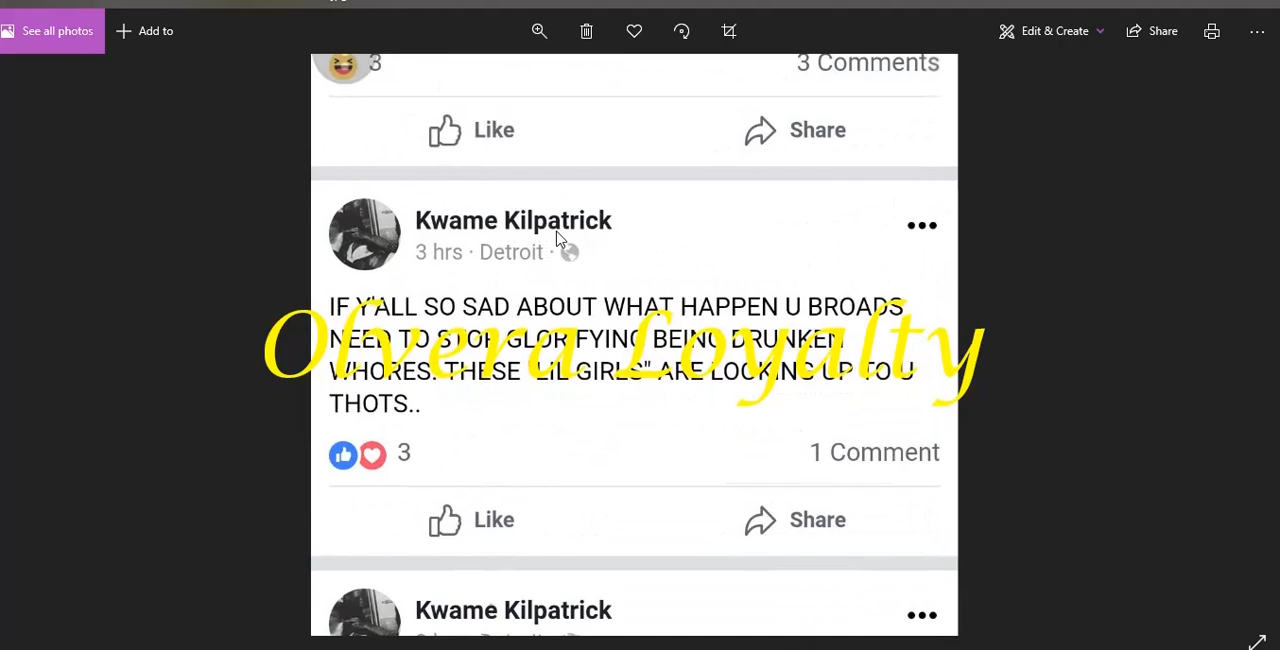 See all photos
Add to
Edit & Create
Share
3
3 Comments
Like
Share
Kwame Kilpatrick
3 hrs · Detroit ·
IF Y'ALL SO SAD ABOUT WHAT HAPPEN U BROADS
NEED TO STOP GLORIFYING BEING DRUNKEN
WHORES. THESE "LIL GIRLS" ARE LOOKING UP TO U
THOTS..
Olvera Loyalty
3
1 Comment
Like
Share
Kwame Kilpatrick